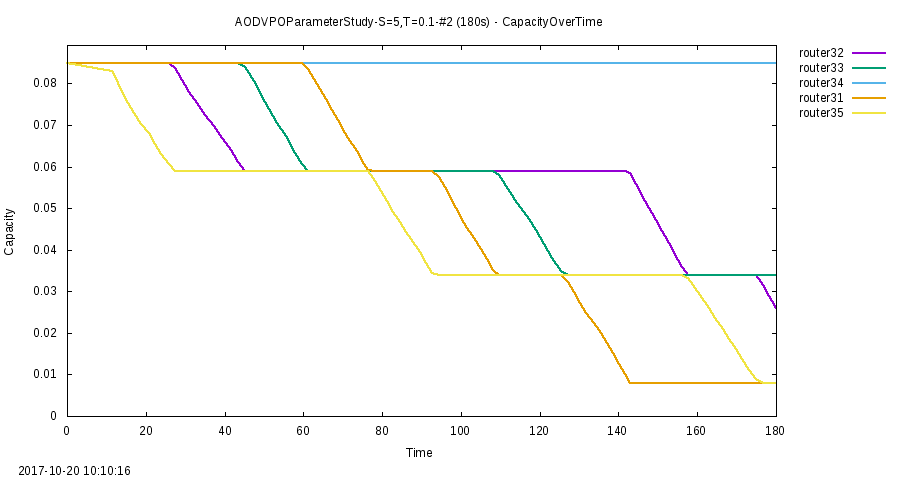 AODVPOParameterStudy-S=5,T=0.1-#2 (180s) - CapacityOverTime
router32
router33
router34
router31
router35
0.08
0.07
0.06
0.05
0.04
0.03
0.02
0.01
0
Capacity
0 20 40 60 80 100 120 140 160 180
Time
2017-10-20 10:10:16